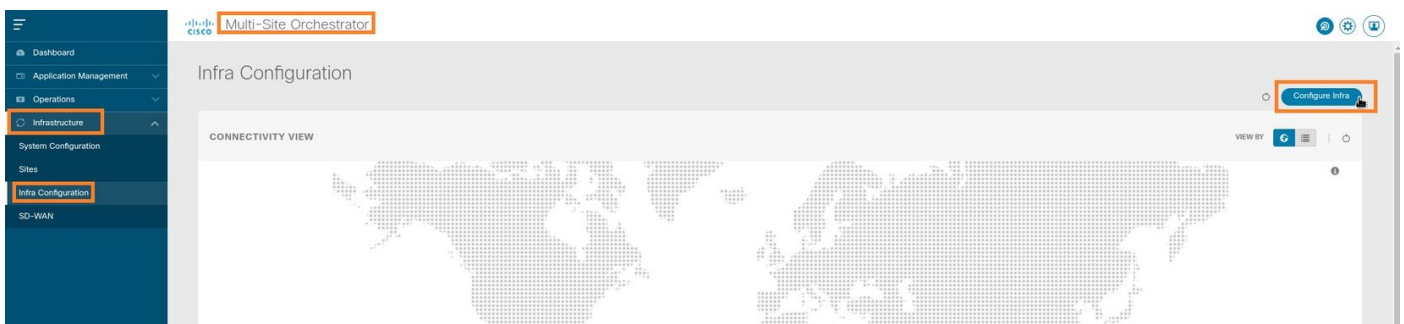 CISCO Multi-Site Orchestrator
Dashboard
Application Management
Operations
Infrastructure
System Configuration
Sites
Infra Configuration
SD-WAN
Infra Configuration
Configure Infra
CONNECTIVITY VIEW
VIEW BY